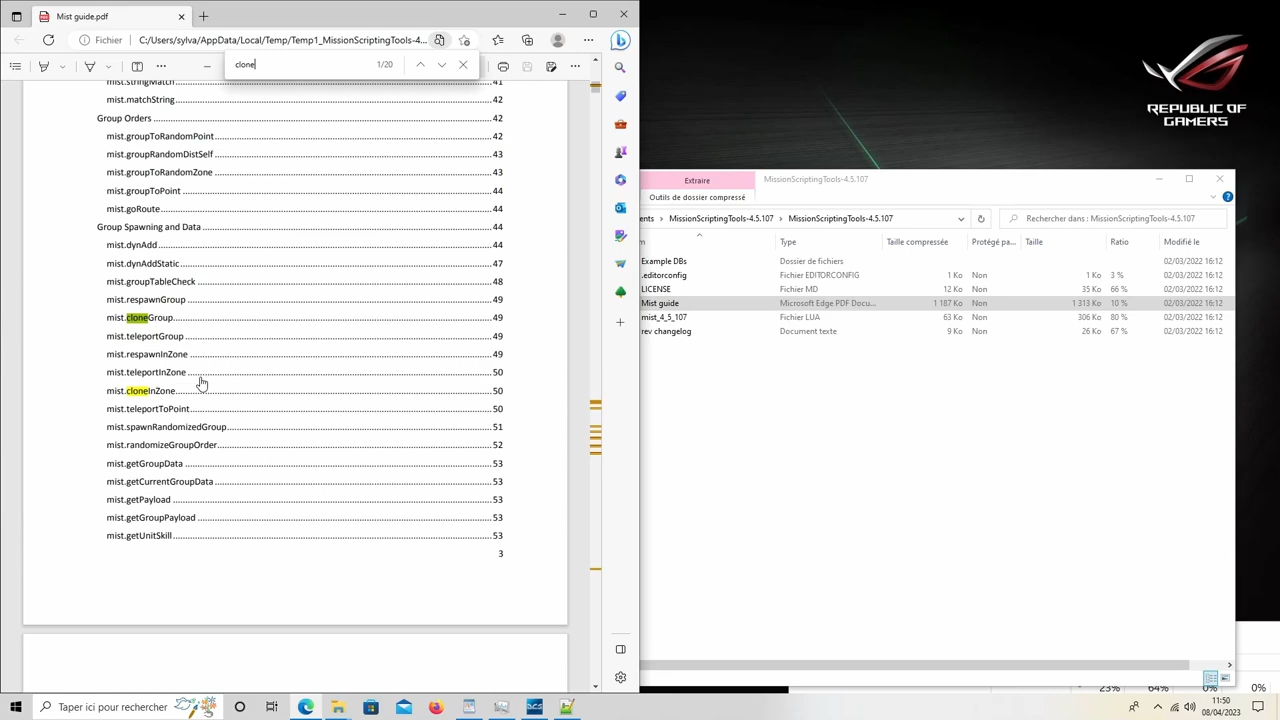 Mist guide.pdf
Fichier
C:/Users/sylva/AppData/Local/Temp/Temp1_MissionScriptingTools-4...
clone
1/20
mist.stringMatch 41
mist.matchString 42
Group Orders 42
mist.groupToRandomPoint 42
mist.groupRandomDistSelf 43
mist.groupToRandomZone 43
mist.groupToPoint 44
mist.goRoute 44
Group Spawning and Data 44
mist.dynAdd 44
mist.dynAddStatic 47
mist.groupTableCheck 48
mist.respawnGroup 49
mist.cloneGroup 49
mist.teleportGroup 49
mist.respawnInZone 49
mist.teleportInZone 50
mist.cloneInZone 50
mist.teleportToPoint 50
mist.spawnRandomizedGroup 51
mist.randomizeGroupOrder 52
mist.getGroupData 53
mist.getCurrentGroupData 53
mist.getPayload 53
mist.getGroupPayload 53
mist.getUnitSkill 53
3
REPUBLIC OF
GAMERS
Extraire
MissionScriptingTools-4.5.107
Outils de dossier compressé
ents > MissionScriptingTools-4.5.107 > MissionScriptingTools-4.5.107
Rechercher dans : MissionScriptingTools-4.5.107
m Type Taille compressée Protégé pa... Taille Ratio Modifié le
Example DBs Dossier de fichiers 02/03/2022 16:12
.editorconfig Fichier EDITORCONFIG 1 Ko Non 1 Ko 3 % 02/03/2022 16:12
LICENSE Fichier MD 12 Ko Non 35 Ko 66 % 02/03/2022 16:12
Mist guide Microsoft Edge PDF Docu... 1 187 Ko Non 1 313 Ko 10 % 02/03/2022 16:12
mist_4_5_107 Fichier LUA 63 Ko Non 306 Ko 80 % 02/03/2022 16:12
rev changelog Document texte 9 Ko Non 26 Ko 67 % 02/03/2022 16:12
23% 64% 0% 0%
Taper ici pour rechercher
11:50
08/04/2023